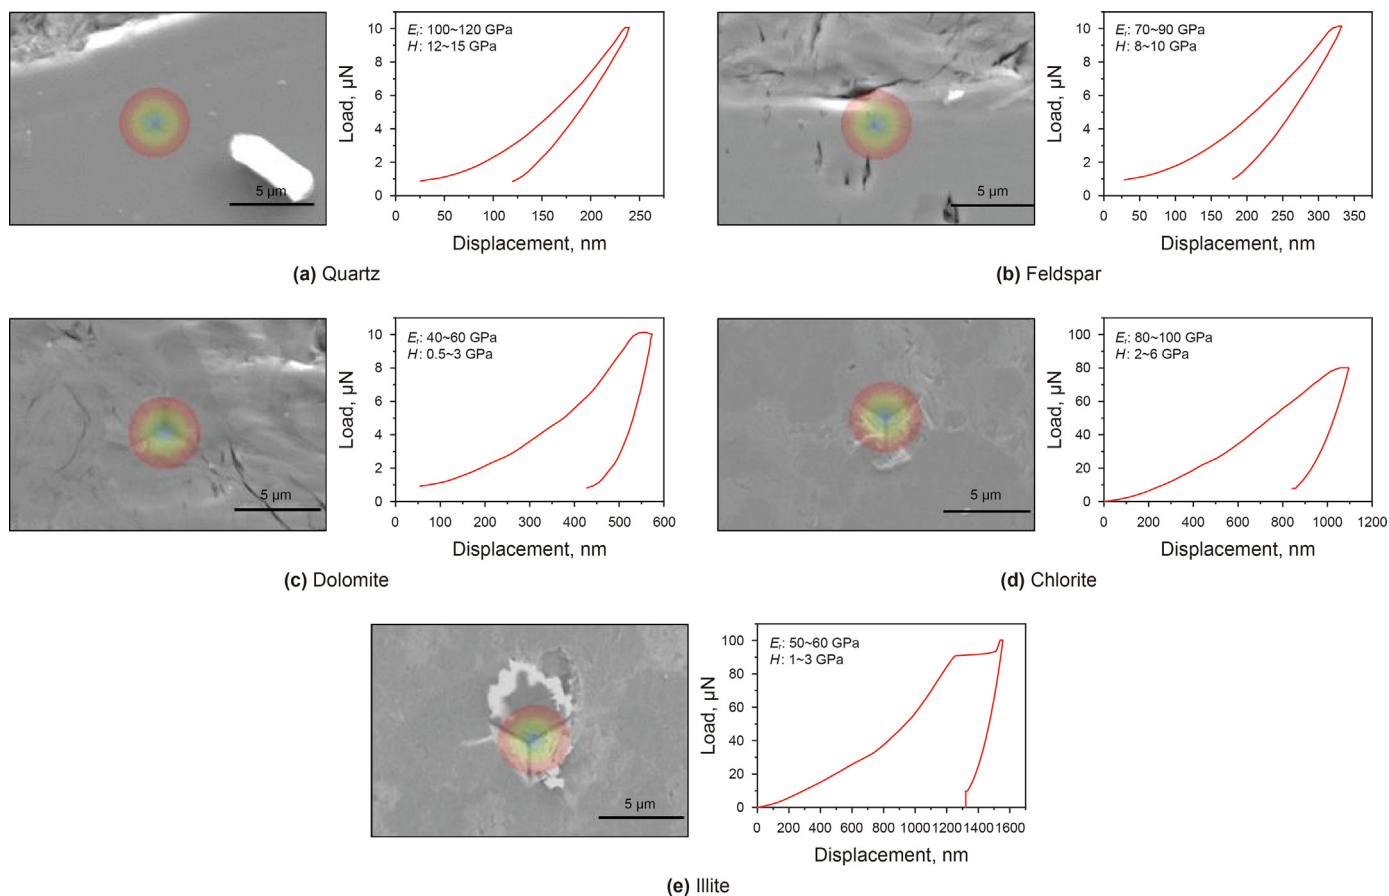 Eᵣ: 100~120 GPa
H: 12~15 GPa
10
8
6
4
2
0
Load, μN
0 50 100 150 200 250
Displacement, nm
5 μm
(a) Quartz
Eᵣ: 70~90 GPa
H: 8~10 GPa
10
8
6
4
2
0
Load, μN
0 50 100 150 200 250 300 350
Displacement, nm
5 μm
(b) Feldspar
Eᵣ: 40~60 GPa
H: 0.5~3 GPa
10
8
6
4
2
0
Load, μN
0 100 200 300 400 500 600
Displacement, nm
5 μm
(c) Dolomite
Eᵣ: 80~100 GPa
H: 2~6 GPa
100
80
60
40
20
0
Load, μN
0 200 400 600 800 1000 1200
Displacement, nm
5 μm
(d) Chlorite
Eᵣ: 50~60 GPa
H: 1~3 GPa
100
80
60
40
20
0
Load, μN
0 200 400 600 800 1000 1200 1400 1600
Displacement, nm
5 μm
(e) Illite